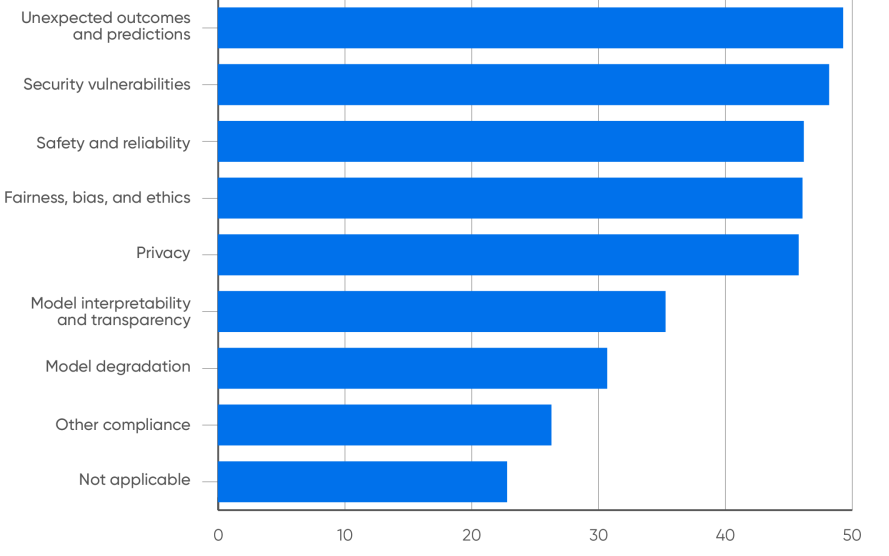 Unexpected outcomes
and predictions
Security vulnerabilities
Safety and reliability
Fairness, bias, and ethics
Privacy
Model interpretability
and transparency
Model degradation
Other compliance
Not applicable
0 10 20 30 40 50